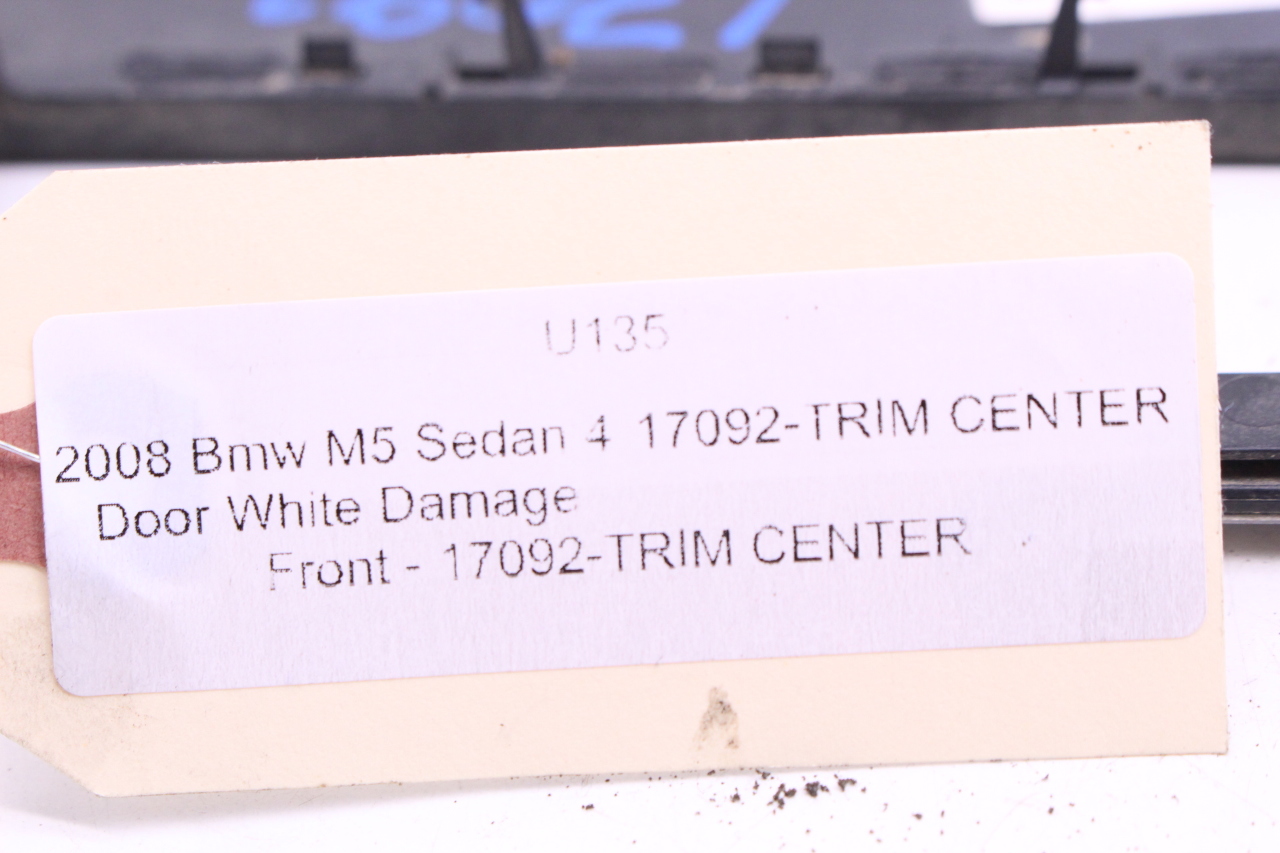 U135
2008 Bmw M5 Sedan 4 17092-TRIM CENTER
Door White Damage
Front - 17092-TRIM CENTER